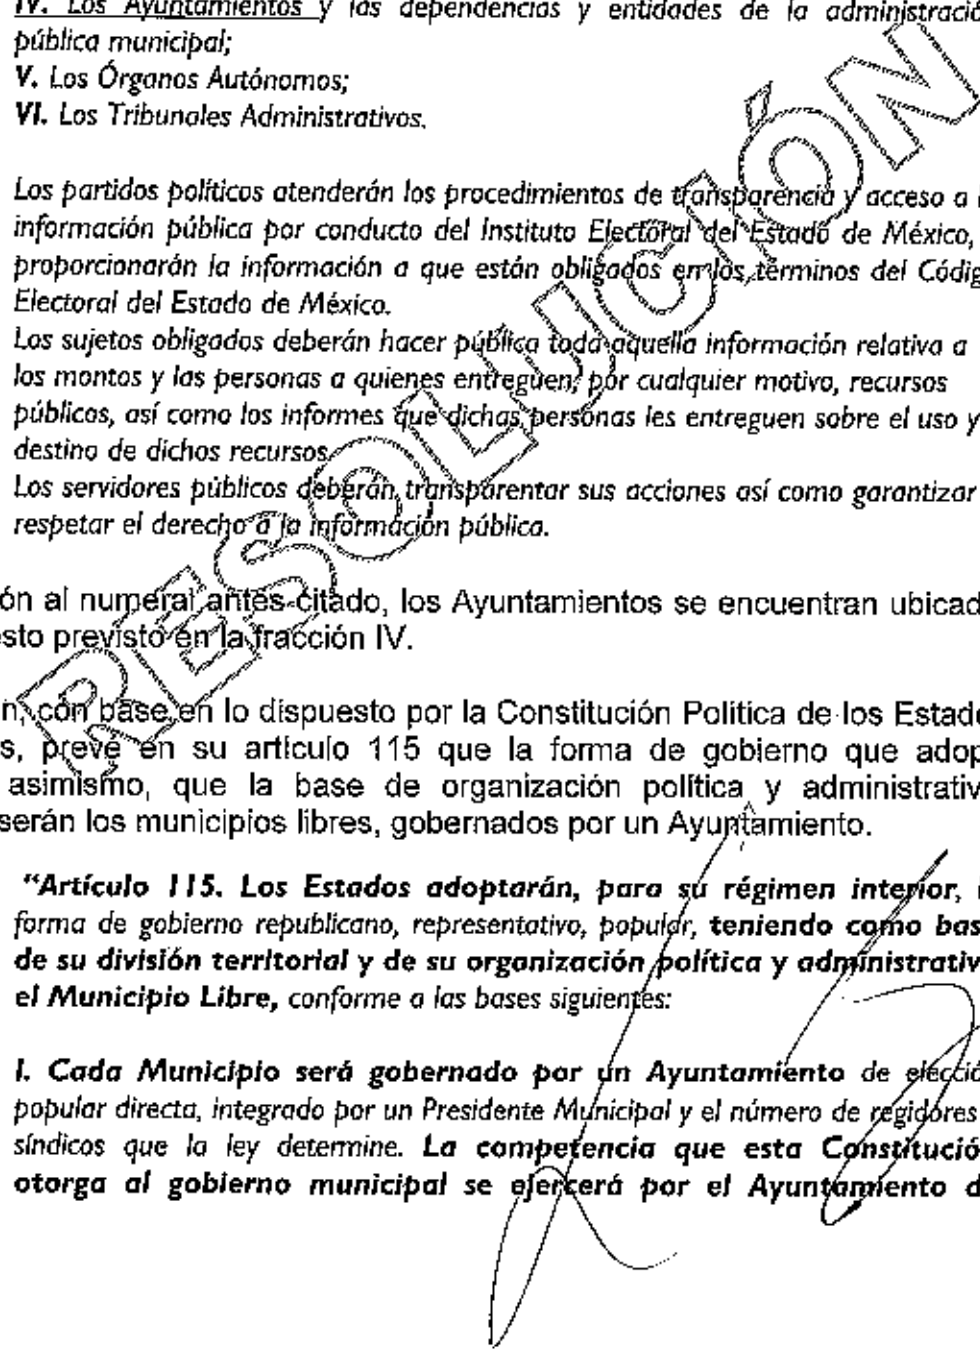 IV. Los Ayuntamientos y las dependencias y entidades de la administració
pública municipal;
V. Los Órganos Autónomos;
VI. Los Tribunales Administrativos.
Los partidos políticos atenderán los procedimientos de transparencia y acceso a l
información pública por conducto del Instituto Electoral del Estado de México,
proporcionarán la información a que están obligados en los términos del Códig
Electoral del Estado de México.
Los sujetos obligados deberán hacer pública toda aquella información relativa a
los montos y las personas a quienes entreguen, por cualquier motivo, recursos
públicos, así como los informes que dichas personas les entreguen sobre el uso y
destino de dichos recursos.
Los servidores públicos deberán transparentar sus acciones así como garantizar
respetar el derecho a la información pública.
ón al numeral antes citado, los Ayuntamientos se encuentran ubicad
esto previsto en la fracción IV.
n, con base en lo dispuesto por la Constitución Política de los Estad
s, prevé en su artículo 115 que la forma de gobierno que adop
asimismo, que la base de organización política y administrativ
serán los municipios libres, gobernados por un Ayuntamiento.
"Artículo 115. Los Estados adoptarán, para su régimen interior, l
forma de gobierno republicano, representativo, popular, teniendo como bas
de su división territorial y de su organización política y administrativ
el Municipio Libre, conforme a las bases siguientes:
I. Cada Municipio será gobernado por un Ayuntamiento de elecció
popular directa, integrado por un Presidente Municipal y el número de regidores
síndicos que la ley determine. La competencia que esta Constitució
otorga al gobierno municipal se ejercerá por el Ayuntamiento d
RESOLUCIÓN